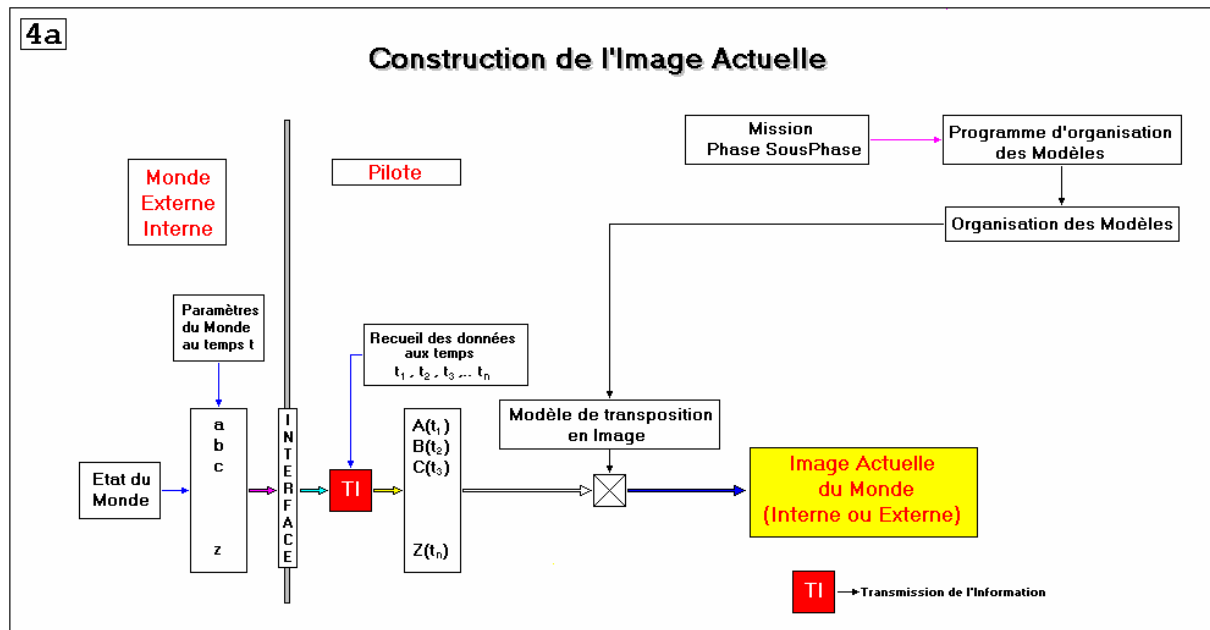 4a
Construction de l'Image Actuelle
Mission
Phase SousPhase
Programme d'organisation
des Modèles
Monde
Externe
Interne
Pilote
Organisation des Modèles
Paramètres
du Monde
au temps t
Recueil des données
aux temps
t₁ , t₂ , t₃ ... tₙ
Modèle de transposition
en Image
Etat du
Monde
a
b
c
z
INTERFACE
TI
A(t₁)
B(t₂)
C(t₃)
Z(tₙ)
Image Actuelle
du Monde
(Interne ou Externe)
TI
Transmission de l'Information